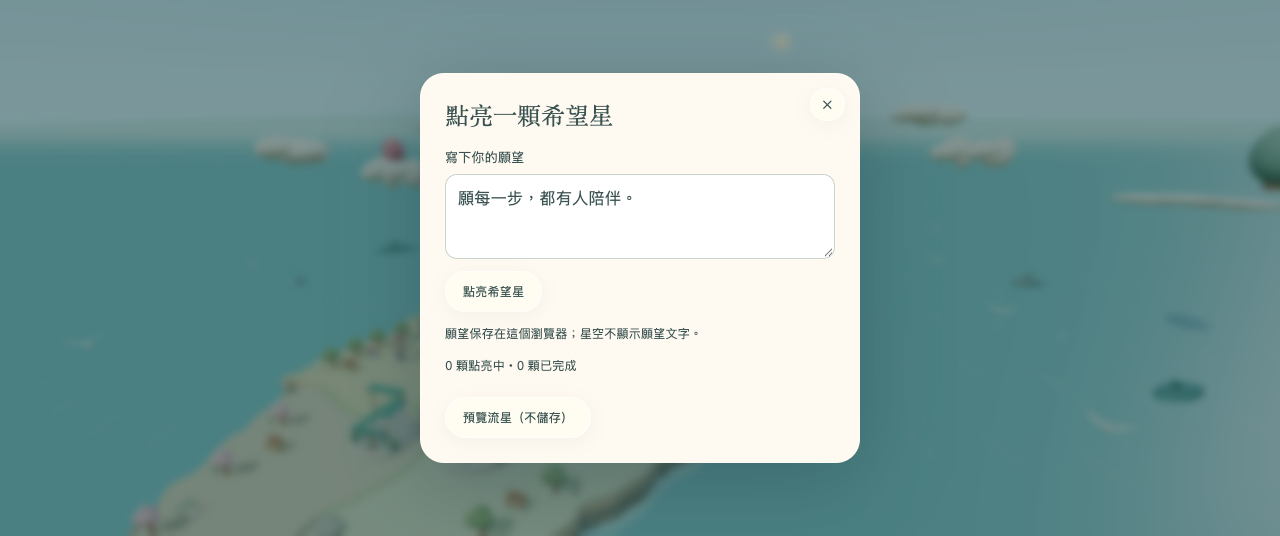 點亮一顆希望星
寫下你的願望
願每一步，都有人陪伴。
點亮希望星
願望保存在這個瀏覽器；星空不顯示願望文字。
0 顆點亮中・0 顆已完成
預覽流星（不儲存）